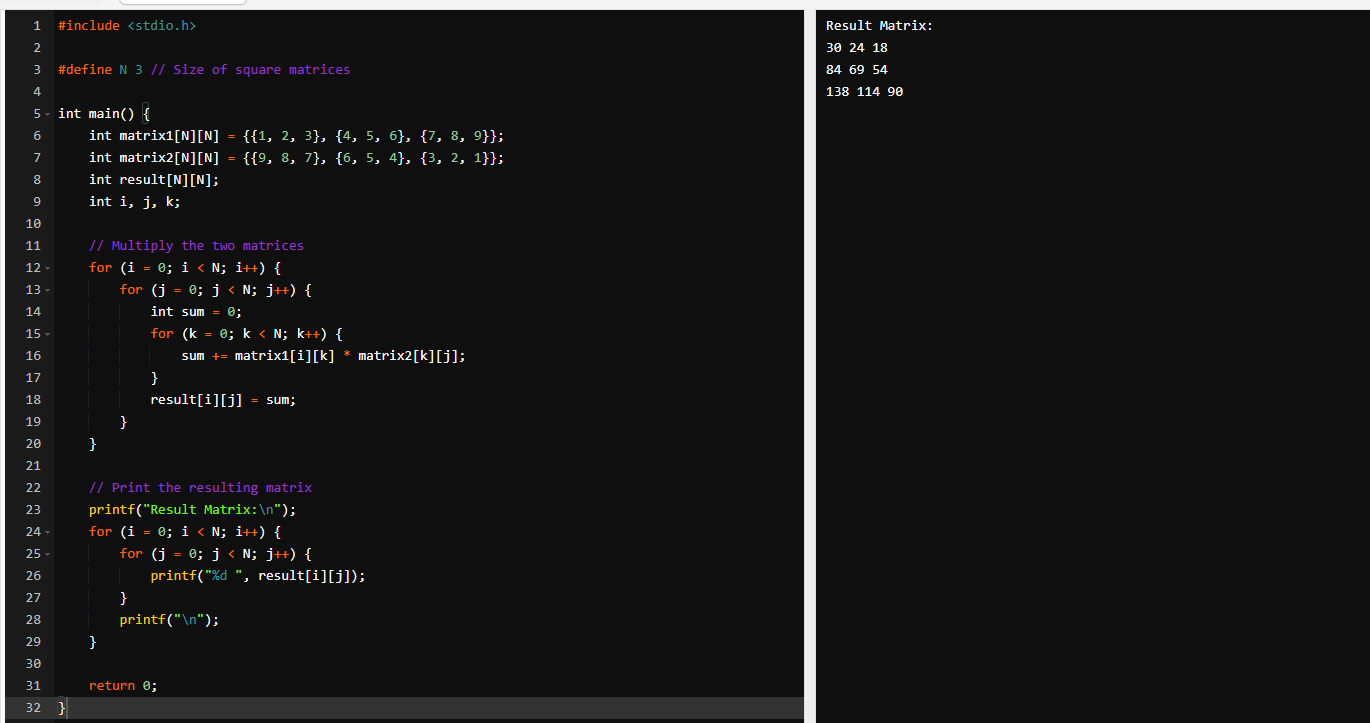 1 #include <stdio.h>
2
3 #define N 3 // Size of square matrices
4
5 int main() {
6     int matrix1[N][N] = {{1, 2, 3}, {4, 5, 6}, {7, 8, 9}};
7     int matrix2[N][N] = {{9, 8, 7}, {6, 5, 4}, {3, 2, 1}};
8     int result[N][N];
9     int i, j, k;
10
11     // Multiply the two matrices
12     for (i = 0; i < N; i++) {
13         for (j = 0; j < N; j++) {
14             int sum = 0;
15             for (k = 0; k < N; k++) {
16                 sum += matrix1[i][k] * matrix2[k][j];
17             }
18             result[i][j] = sum;
19         }
20     }
21
22     // Print the resulting matrix
23     printf("Result Matrix:\n");
24     for (i = 0; i < N; i++) {
25         for (j = 0; j < N; j++) {
26             printf("%d ", result[i][j]);
27         }
28         printf("\n");
29     }
30
31     return 0;
32 }
Result Matrix:
30 24 18
84 69 54
138 114 90